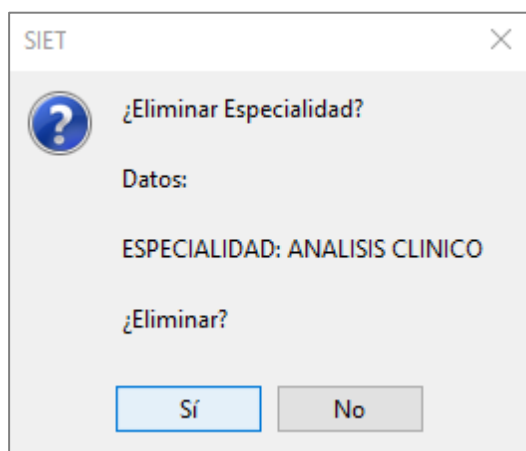 SIET
¿Eliminar Especialidad?
Datos:
ESPECIALIDAD: ANALISIS CLINICO
¿Eliminar?
Sí
No